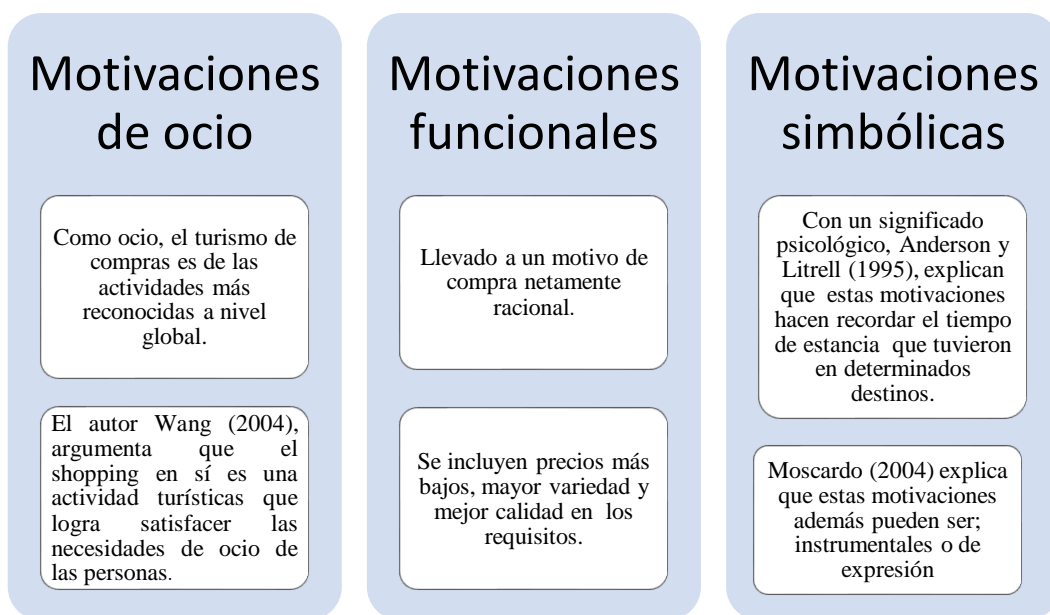 Motivaciones
de ocio
Como ocio, el turismo de
compras es de las
actividades más
reconocidas a nivel
global.
El autor Wang (2004),
argumenta que el
shopping en sí es una
actividad turísticas que
logra satisfacer las
necesidades de ocio de
las personas.
Motivaciones
funcionales
Llevado a un motivo de
compra netamente
racional.
Se incluyen precios más
bajos, mayor variedad y
mejor calidad en los
requisitos.
Motivaciones
simbólicas
Con un significado
psicológico, Anderson y
Litrell (1995), explican
que estas motivaciones
hacen recordar el tiempo
de estancia que tuvieron
en determinados
destinos.
Moscardo (2004) explica
que estas motivaciones
además pueden ser;
instrumentales o de
expresión